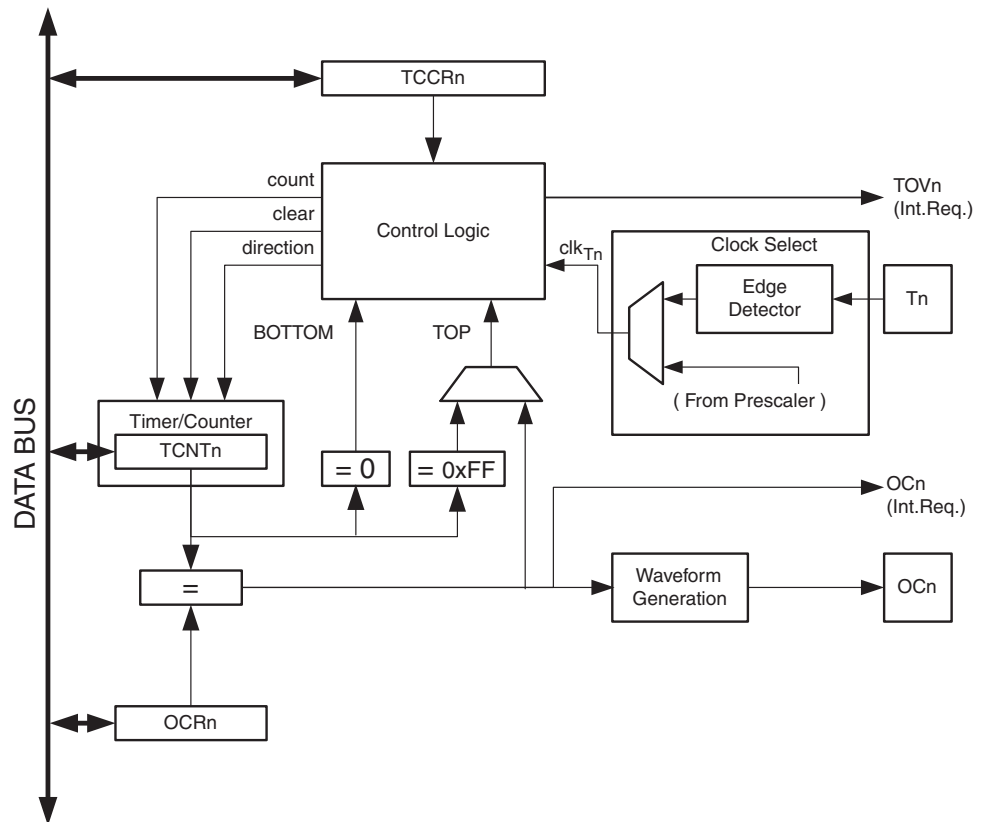 TCCRn
count
clear
direction
Control Logic
TOVn
(Int.Req.)
clkTn
Clock Select
Edge
Detector
Tn
( From Prescaler )
BOTTOM
TOP
DATA BUS
Timer/Counter
TCNTn
= 0
= 0xFF
OCn
(Int.Req.)
=
Waveform
Generation
OCn
OCRn